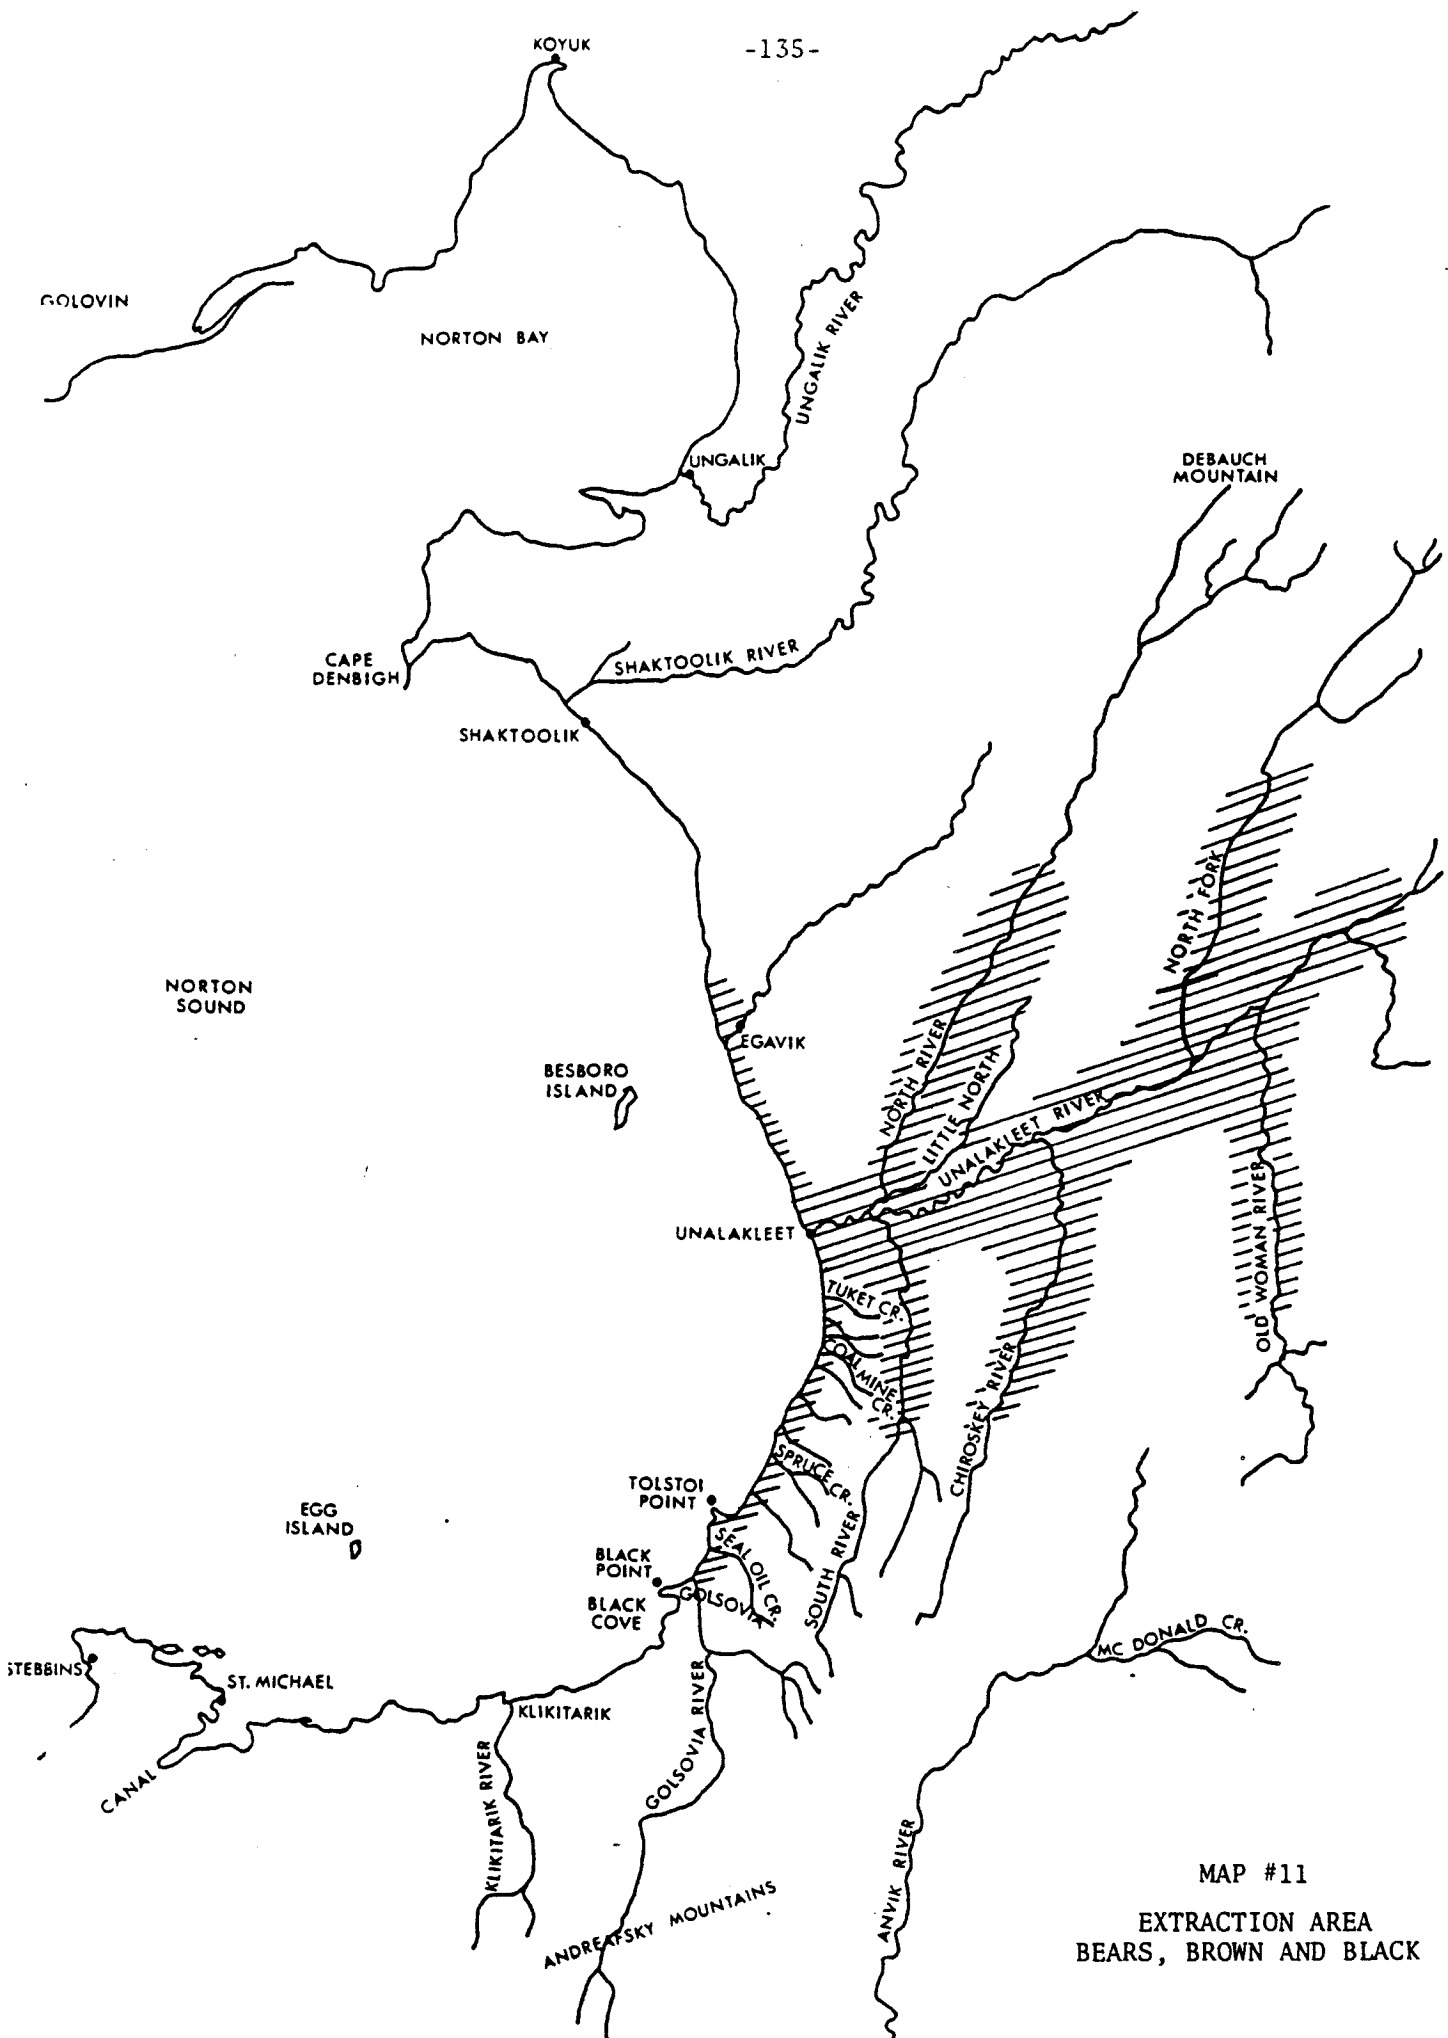 -135-
KOYUK
GOLOVIN
NORTON BAY
UNGALIK RIVER
UNGALIK
DEBAUCH
MOUNTAIN
CAPE
DENBIGH
SHAKTOOLIK RIVER
SHAKTOOLIK
NORTH FORK
NORTON
SOUND
EGAVIK
BESBORO
ISLAND
NORTH RIVER
LITTLE NORTH
UNALAKLEET RIVER
UNALAKLEET
OLD WOMAN RIVER
TUKET CR.
COAL MINE
CR.
CHIROSKEY RIVER
SPRUCE CR.
TOLSTOI
POINT
EGG
ISLAND
SEAL OIL CR.
SOUTH RIVER
BLACK
POINT
BLACK
COVE
GOLSOVIA
MC DONALD CR.
STEBBINS
ST. MICHAEL
KLIKITARIK
CANAL
KLIKITARIK RIVER
GOLSOVIA RIVER
ANVIK RIVER
ANDREAFSKY MOUNTAINS
MAP #11
EXTRACTION AREA
BEARS, BROWN AND BLACK